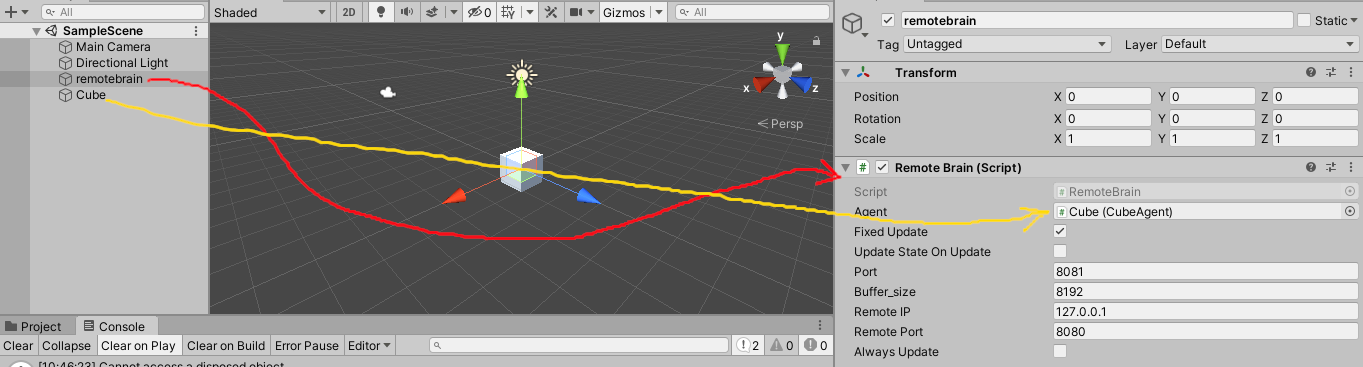 All
Shaded
2D
0
Gizmos
All
SampleScene
Main Camera
Directional Light
remotebrain
Cube
y
x
z
Persp
Project
Console
Clear
Collapse
Clear on Play
Clear on Build
Error Pause
Editor
2
0
0
[10:46:23] Cannot access a disposed object
remotebrain
Static
Tag Untagged
Layer Default
Transform
Position X 0 Y 0 Z 0
Rotation X 0 Y 0 Z 0
Scale X 1 Y 1 Z 1
# Remote Brain (Script)
Script # RemoteBrain
Agent # Cube (CubeAgent)
Fixed Update
Update State On Update
Port 8081
Buffer_size 8192
Remote IP 127.0.0.1
Remote Port 8080
Always Update